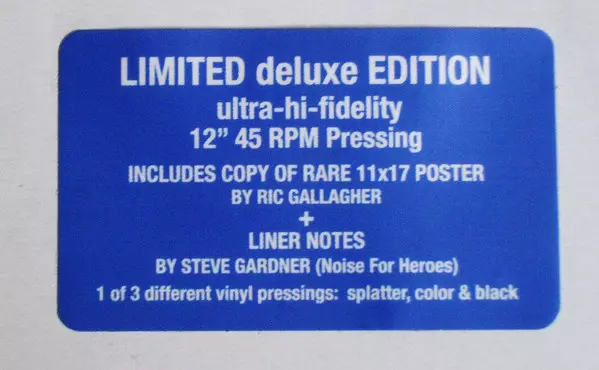 LIMITED deluxe EDITION
ultra-hi-fidelity
12” 45 RPM Pressing
INCLUDES COPY OF RARE 11x17 POSTER
BY RIC GALLAGHER
+
LINER NOTES
BY STEVE GARDNER (Noise For Heroes)
1 of 3 different vinyl pressings: splatter, color & black